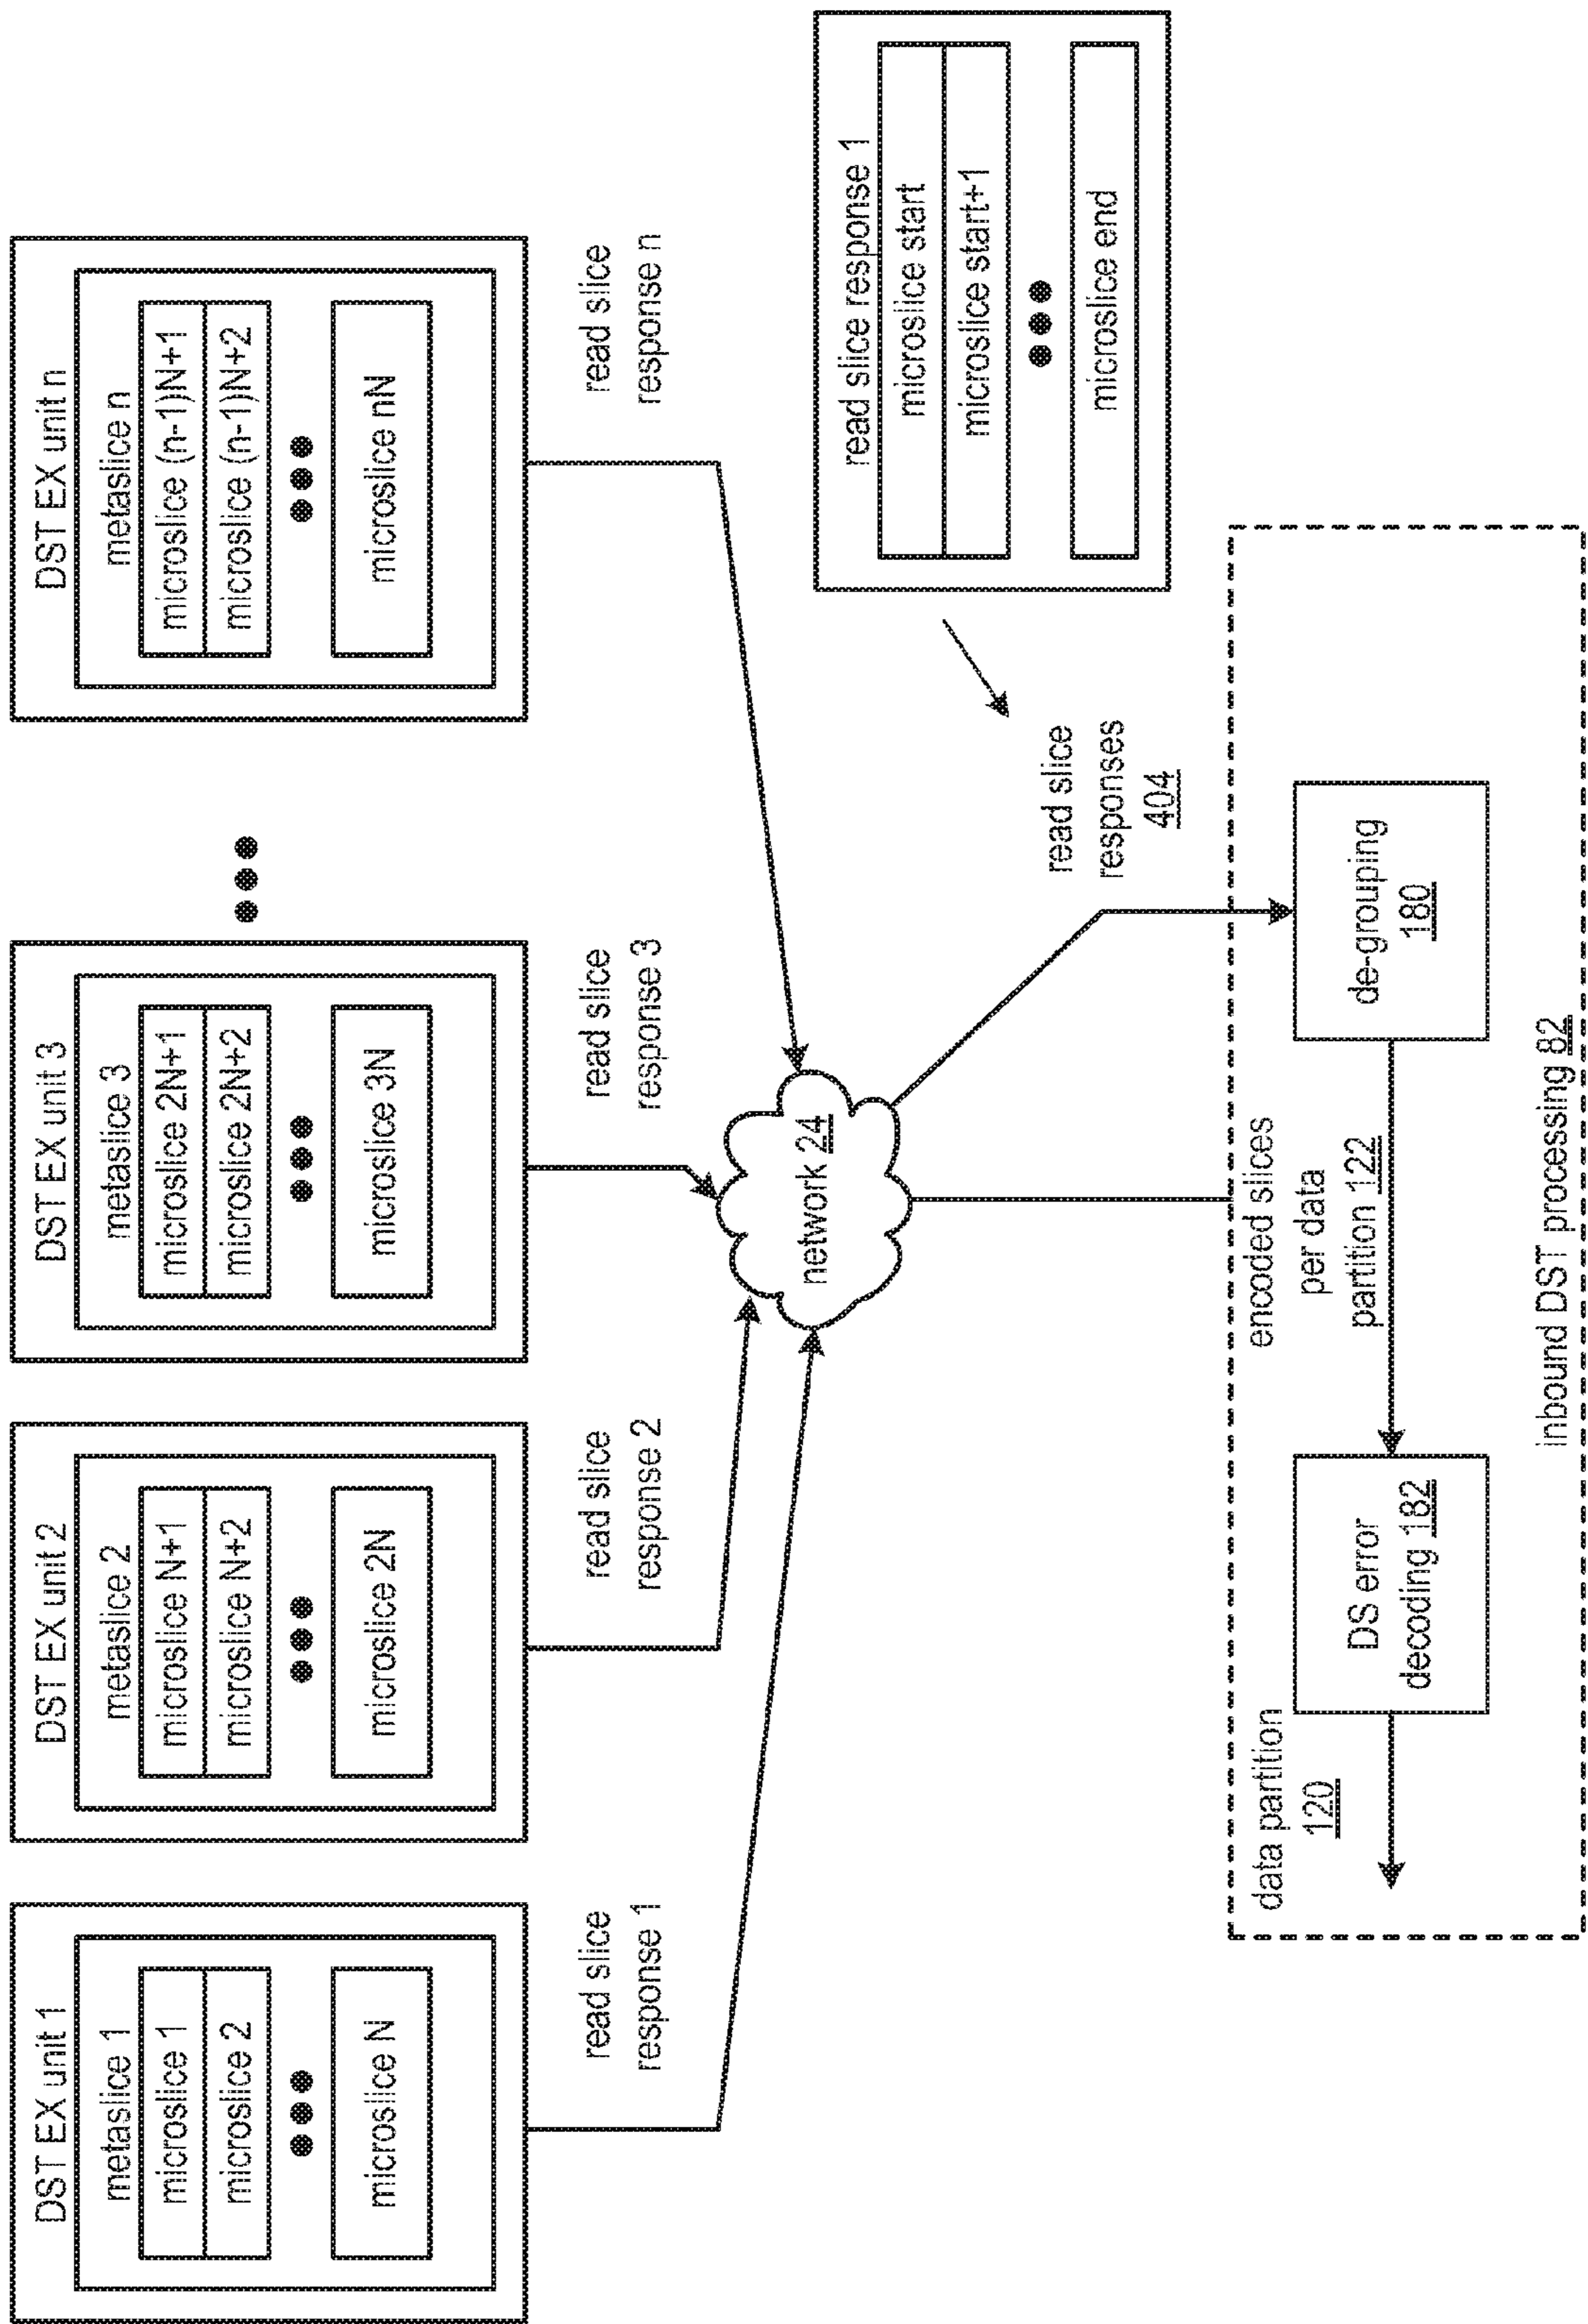 DST EX unit 1
metaslice 1
microslice 1
microslice 2
microslice N
DST EX unit 2
metaslice 2
microslice N+1
microslice N+2
microslice 2N
DST EX unit 3
metaslice 3
microslice 2N+1
microslice 2N+2
microslice 3N
DST EX unit n
metaslice n
microslice (n-1)N+1
microslice (n-1)N+2
microslice nN
read slice
response 1
read slice
response 2
read slice
response 3
read slice
response n
network 24
read slice response 1
microslice start
microslice start+1
microslice end
read slice
responses
404
data partition
120
DS error
decoding 182
encoded slices
per data
partition 122
de-grouping
180
inbound DST processing 82